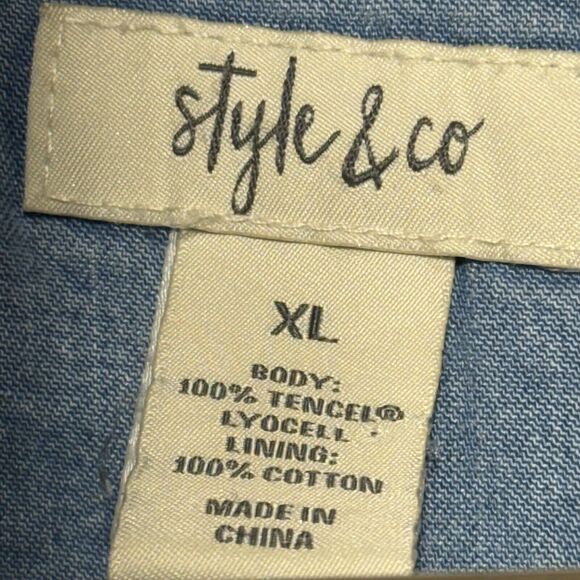 style & co
XL
BODY:
100% TENCEL®
LYOCELL
LINING:
100% COTTON
MADE IN
CHINA